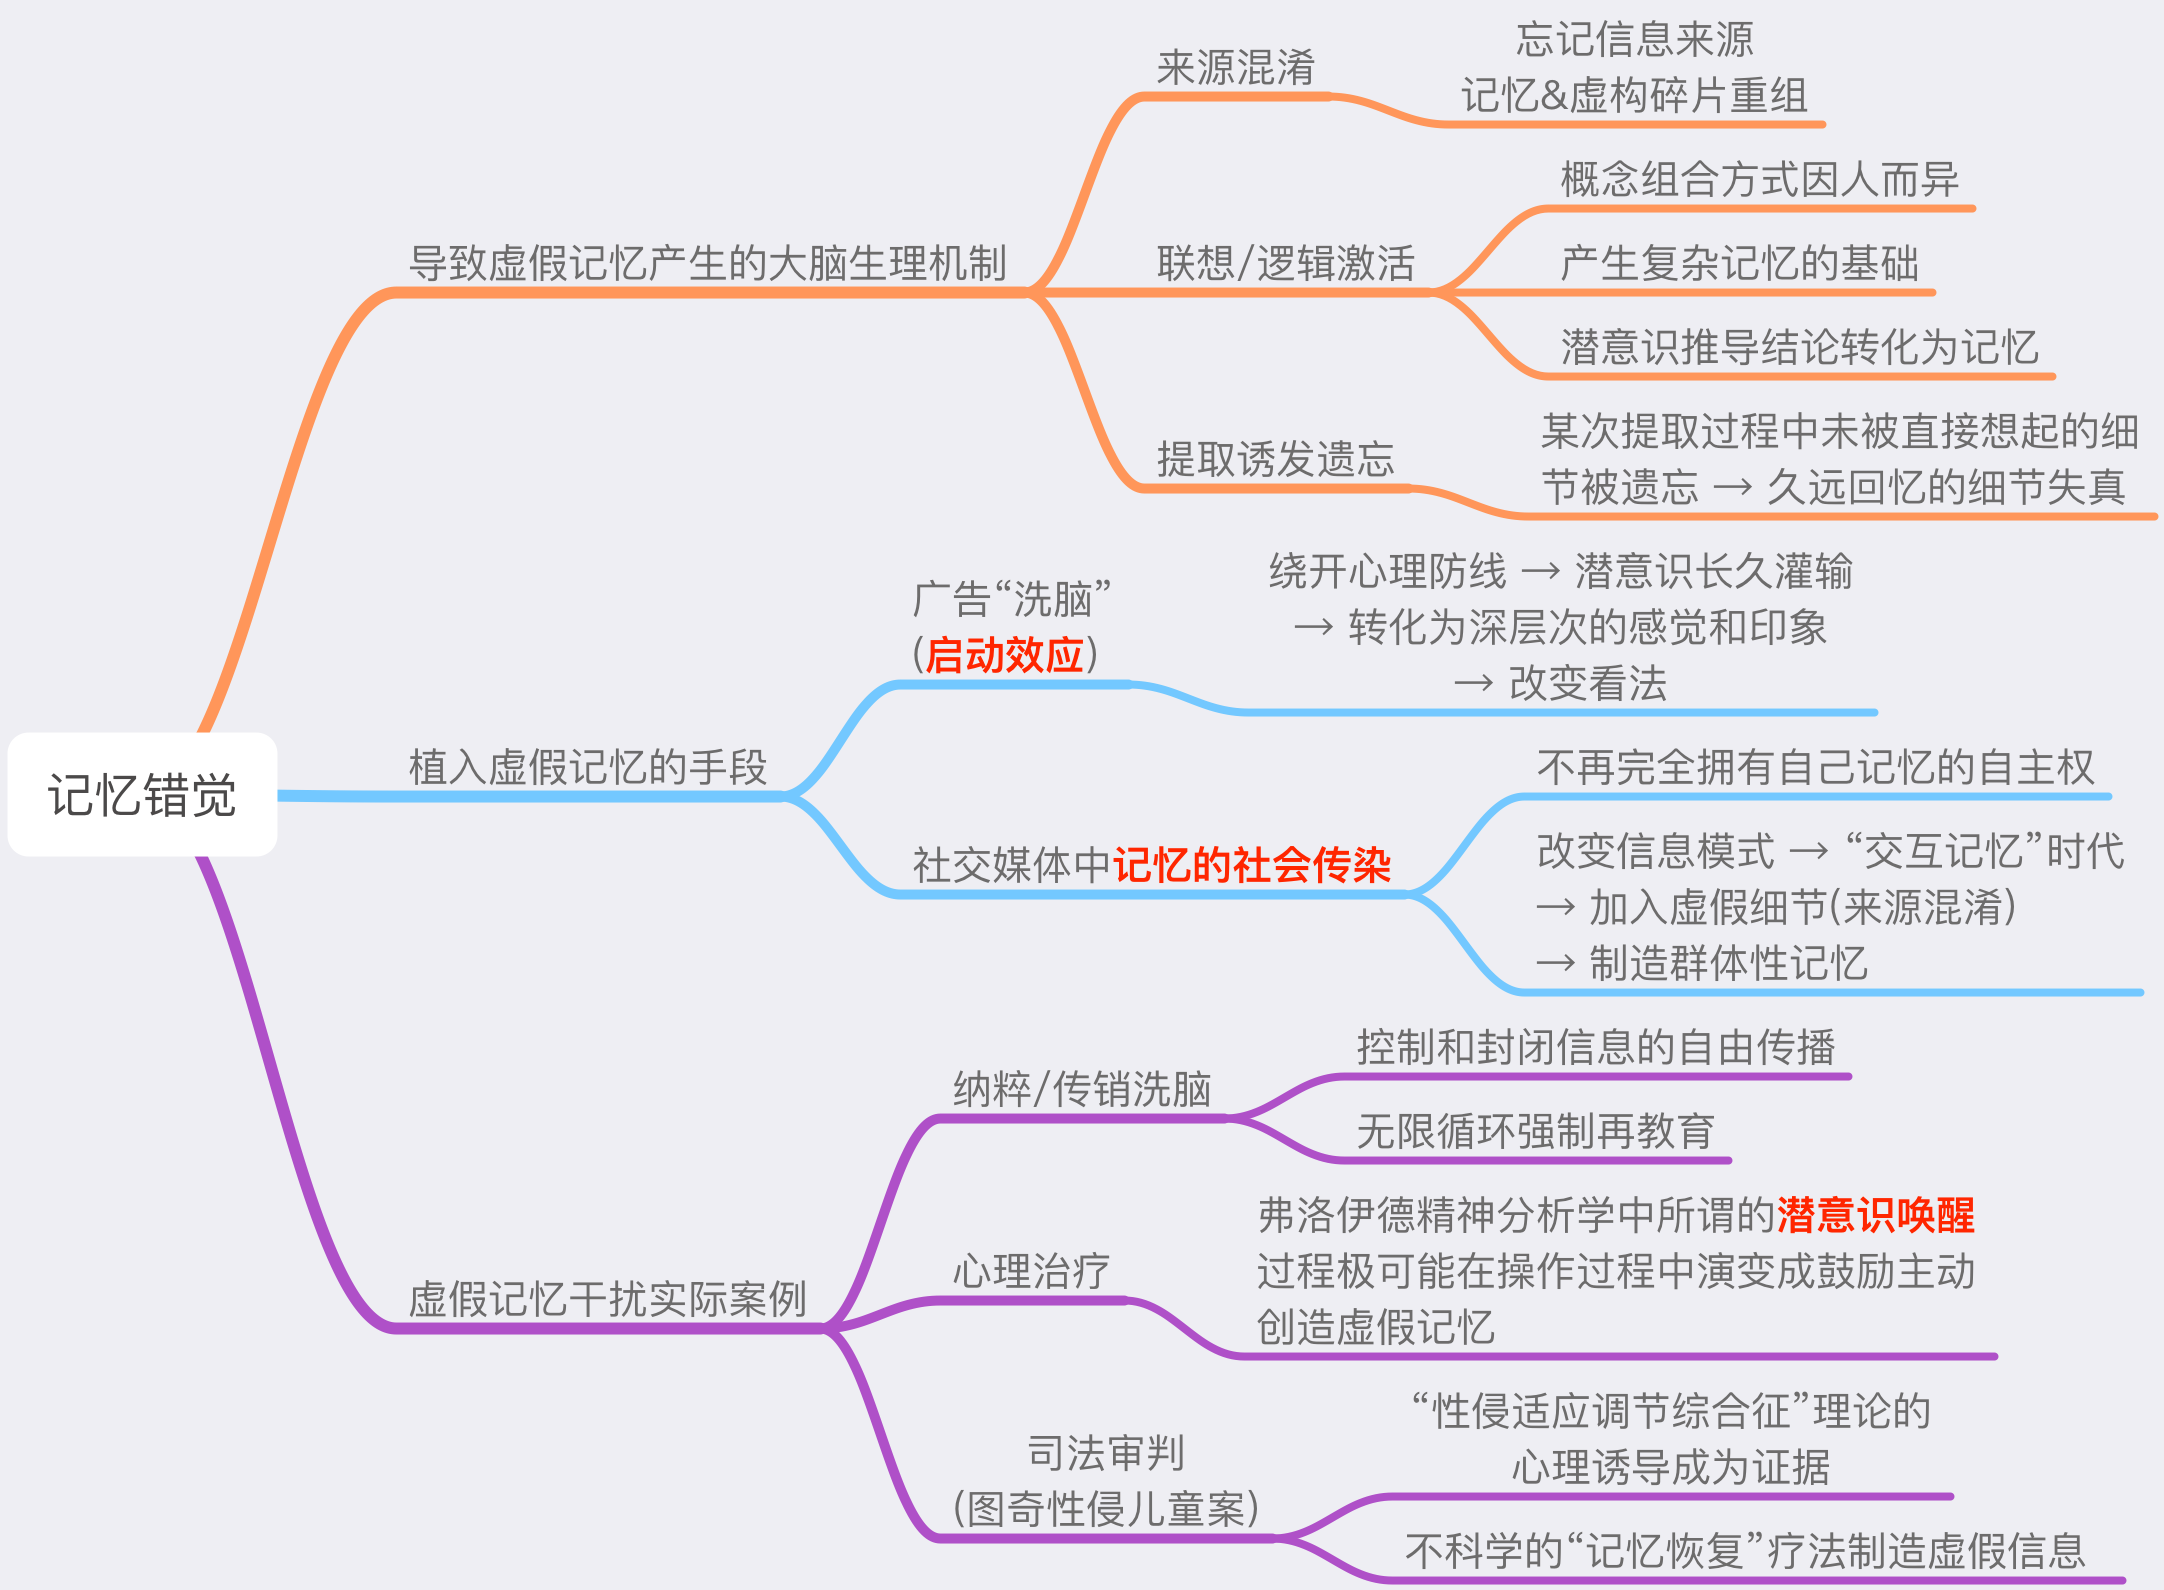 记忆错觉
导致虚假记忆产生的大脑生理机制
来源混淆
忘记信息来源
记忆&虚构碎片重组
联想/逻辑激活
概念组合方式因人而异
产生复杂记忆的基础
潜意识推导结论转化为记忆
提取诱发遗忘
某次提取过程中未被直接想起的细
节被遗忘 → 久远回忆的细节失真
植入虚假记忆的手段
广告“洗脑”
(启动效应)
绕开心理防线 → 潜意识长久灌输
→ 转化为深层次的感觉和印象
→ 改变看法
社交媒体中记忆的社会传染
不再完全拥有自己记忆的自主权
改变信息模式 → “交互记忆”时代
→ 加入虚假细节(来源混淆)
→ 制造群体性记忆
虚假记忆干扰实际案例
纳粹/传销洗脑
控制和封闭信息的自由传播
无限循环强制再教育
心理治疗
弗洛伊德精神分析学中所谓的潜意识唤醒
过程极可能在操作过程中演变成鼓励主动
创造虚假记忆
司法审判
(图奇性侵儿童案)
“性侵适应调节综合征”理论的
心理诱导成为证据
不科学的“记忆恢复”疗法制造虚假信息